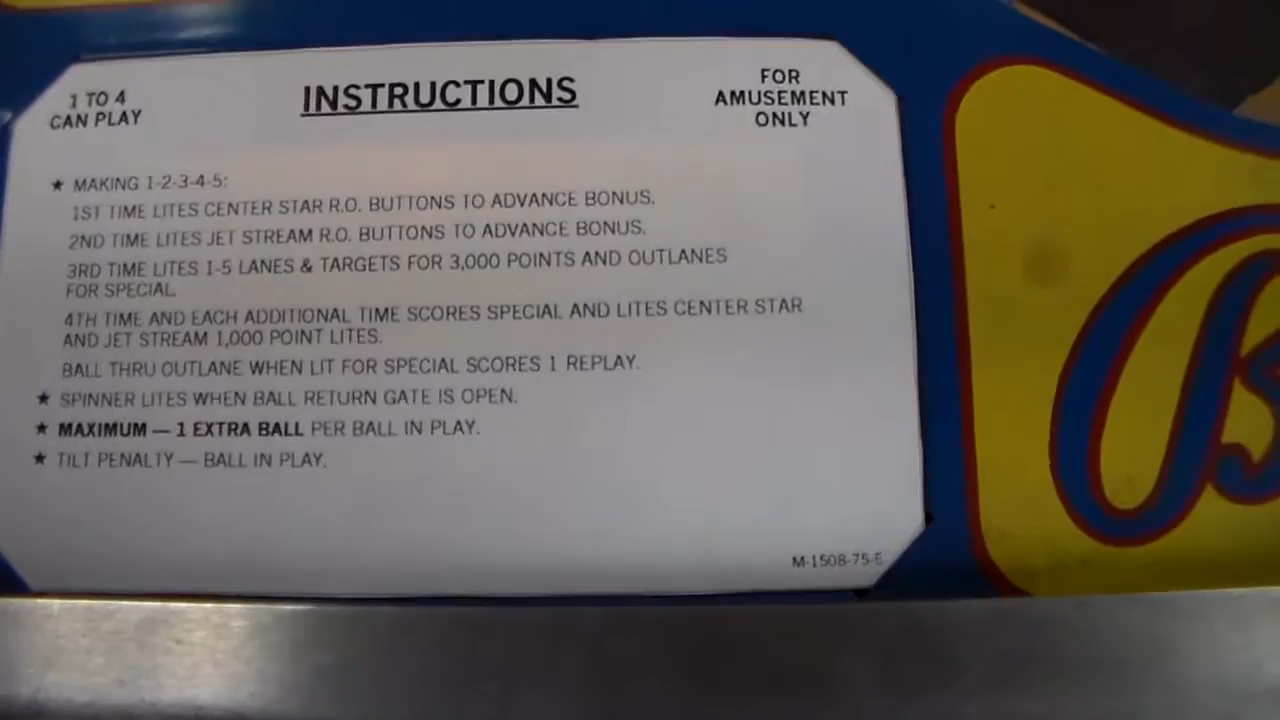 1 TO 4
CAN PLAY
INSTRUCTIONS
FOR
AMUSEMENT
ONLY
★ MAKING 1-2-3-4-5:
1ST TIME LITES CENTER STAR R.O. BUTTONS TO ADVANCE BONUS.
2ND TIME LITES JET STREAM R.O. BUTTONS TO ADVANCE BONUS.
3RD TIME LITES 1-5 LANES & TARGETS FOR 3,000 POINTS AND OUTLANES
FOR SPECIAL.
4TH TIME AND EACH ADDITIONAL TIME SCORES SPECIAL AND LITES CENTER STAR
AND JET STREAM 1,000 POINT LITES.
BALL THRU OUTLANE WHEN LIT FOR SPECIAL SCORES 1 REPLAY.
★ SPINNER LITES WHEN BALL RETURN GATE IS OPEN.
★ MAXIMUM — 1 EXTRA BALL PER BALL IN PLAY.
★ TILT PENALTY — BALL IN PLAY.
M-1508-75-E